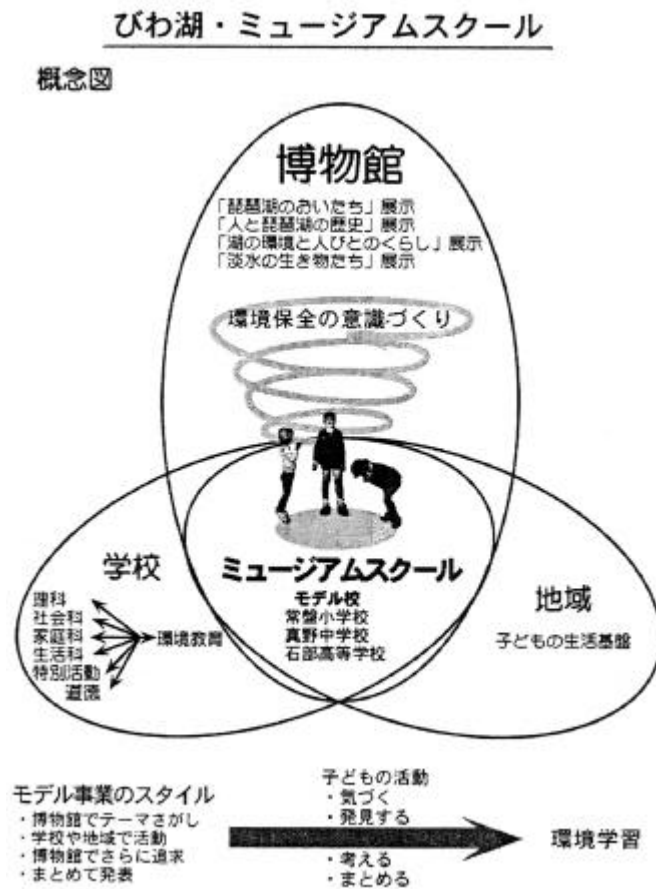 びわ湖・ミュージアムスクール
概念図
博物館
「琵琶湖のおいたち」展示
「人と琵琶湖の歴史」展示
「湖の環境と人びとのくらし」展示
「淡水の生き物たち」展示
環境保全の意識づくり
学校
理科
社会科
家庭科
生活科
特別活動
道徳
環境教育
ミュージアムスクール
モデル校
常盤小学校
真野中学校
石部高等学校
地域
子どもの生活基盤
モデル事業のスタイル
・博物館でテーマさがし
・学校や地域で活動
・博物館でさらに追求
・まとめて発表
子どもの活動
・気づく
・発見する
・考える
・まとめる
環境学習